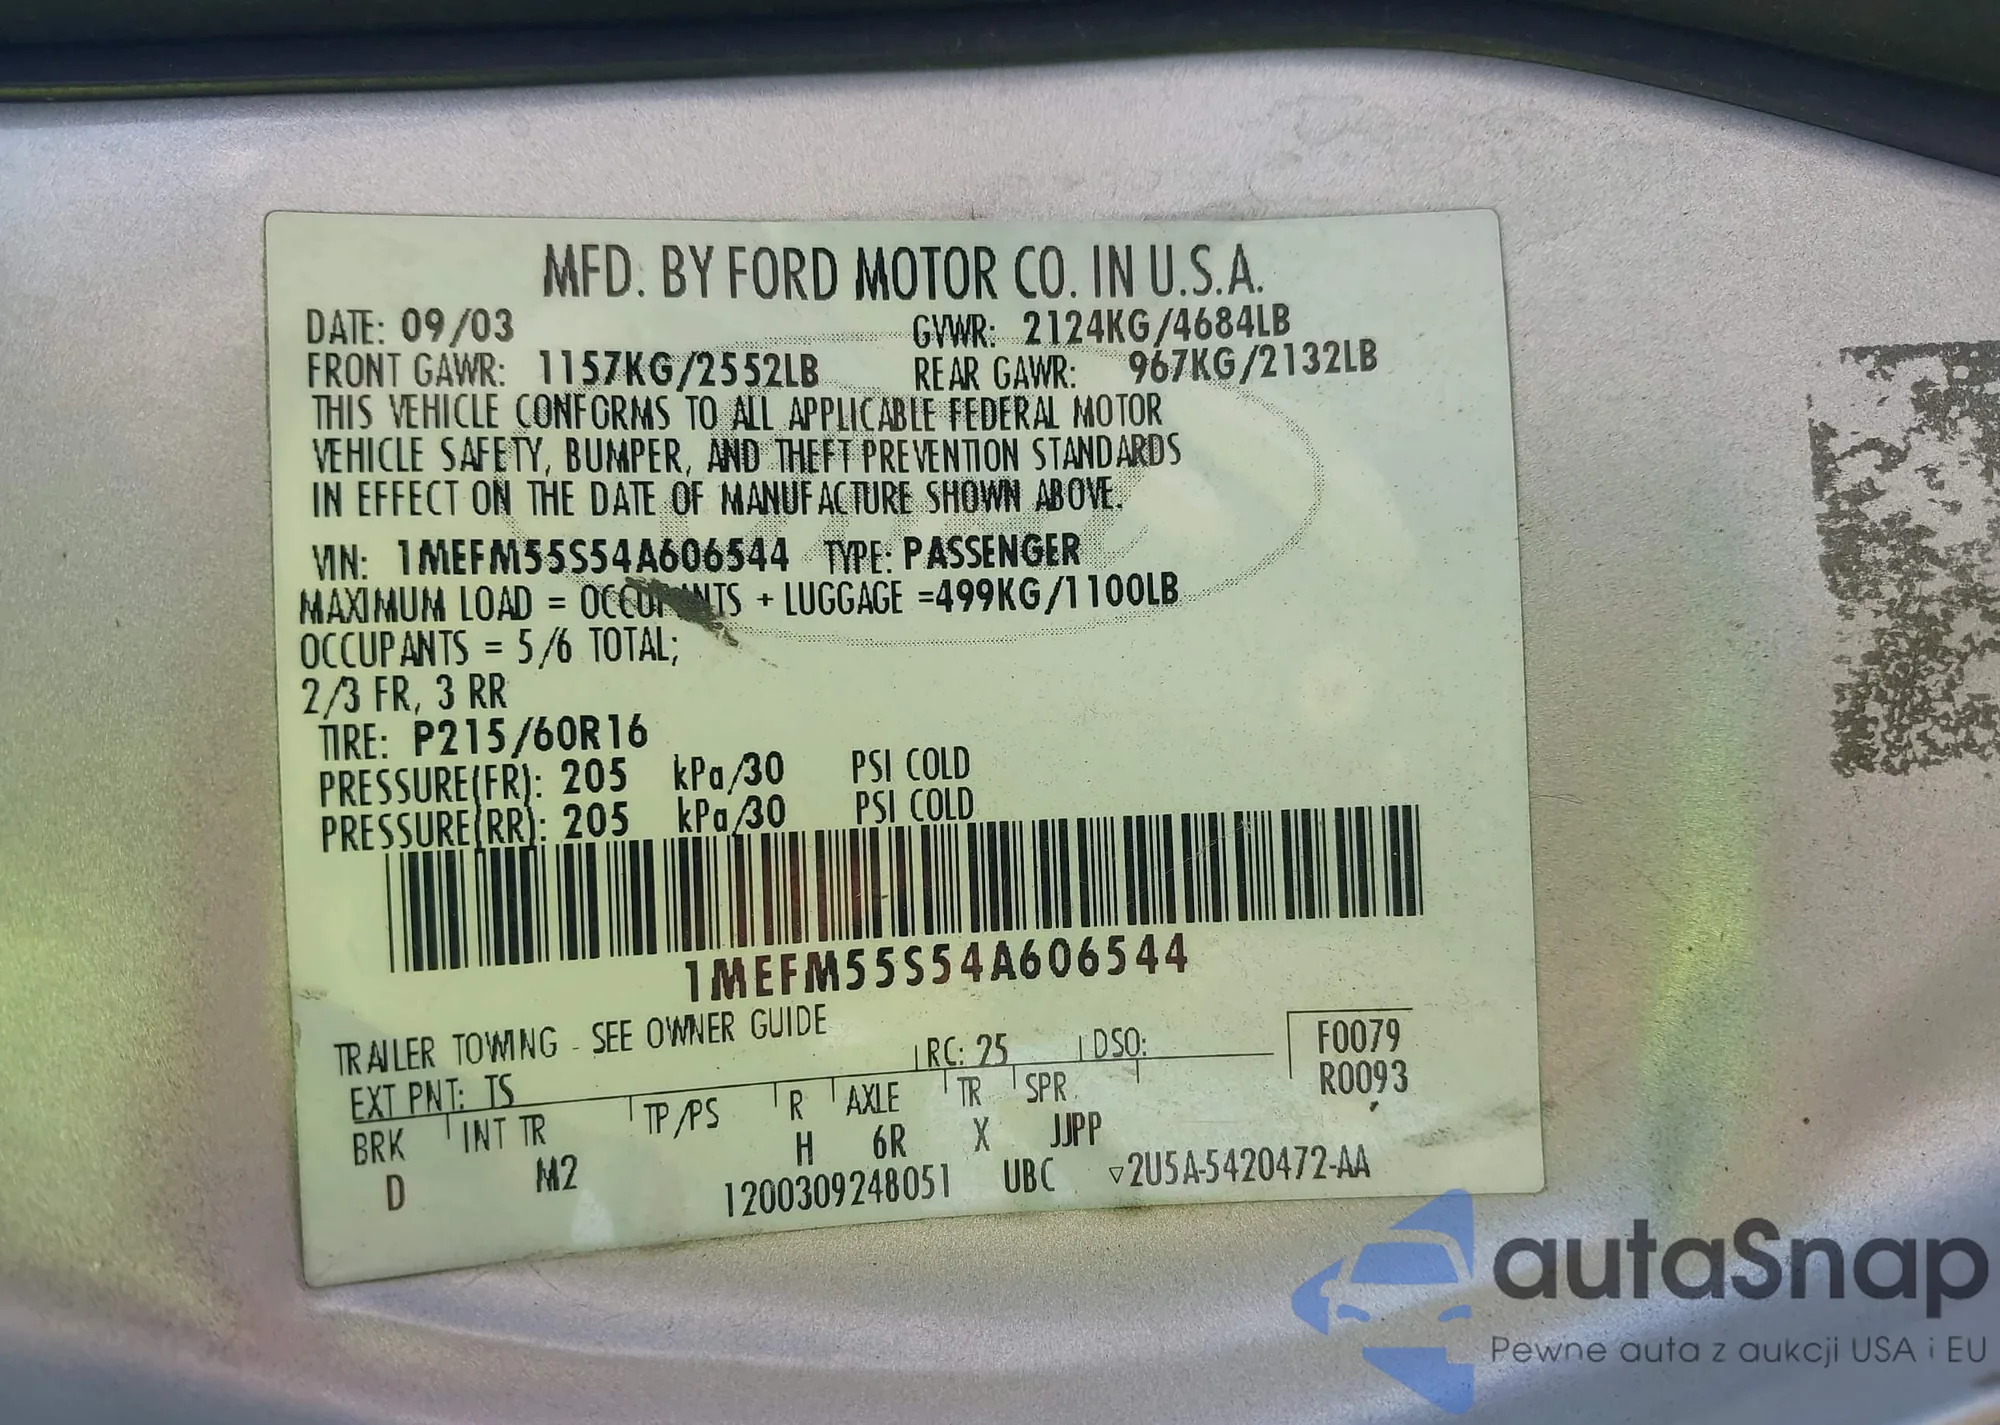 MFD. BY FORD MOTOR CO. IN U.S.A.
DATE: 09/03 GVWR: 2124KG/4684LB
FRONT GAWR: 1157KG/2552LB REAR GAWR: 967KG/2132LB
THIS VEHICLE CONFORMS TO ALL APPLICABLE FEDERAL MOTOR
VEHICLE SAFETY, BUMPER, AND THEFT PREVENTION STANDARDS
IN EFFECT ON THE DATE OF MANUFACTURE SHOWN ABOVE.
VIN: 1MEFM55S54A606544 TYPE: PASSENGER
MAXIMUM LOAD = OCCUPANTS + LUGGAGE =499KG/1100LB
OCCUPANTS = 5/6 TOTAL;
2/3 FR, 3 RR
TIRE: P215/60R16
PRESSURE(FR): 205 kPa/30 PSI COLD
PRESSURE(RR): 205 kPa/30 PSI COLD
1MEFM55S54A606544
TRAILER TOWING - SEE OWNER GUIDE
EXT PNT: TS RC: 25 DSO: F0079
R0093
BRK INT TR TP/PS R AXLE TR SPR
D M2 H 6R X JJPP
1200309248051 UBC ▿2U5A-5420472-AA
autaSnap
Pewne auta z aukcji USA i EU